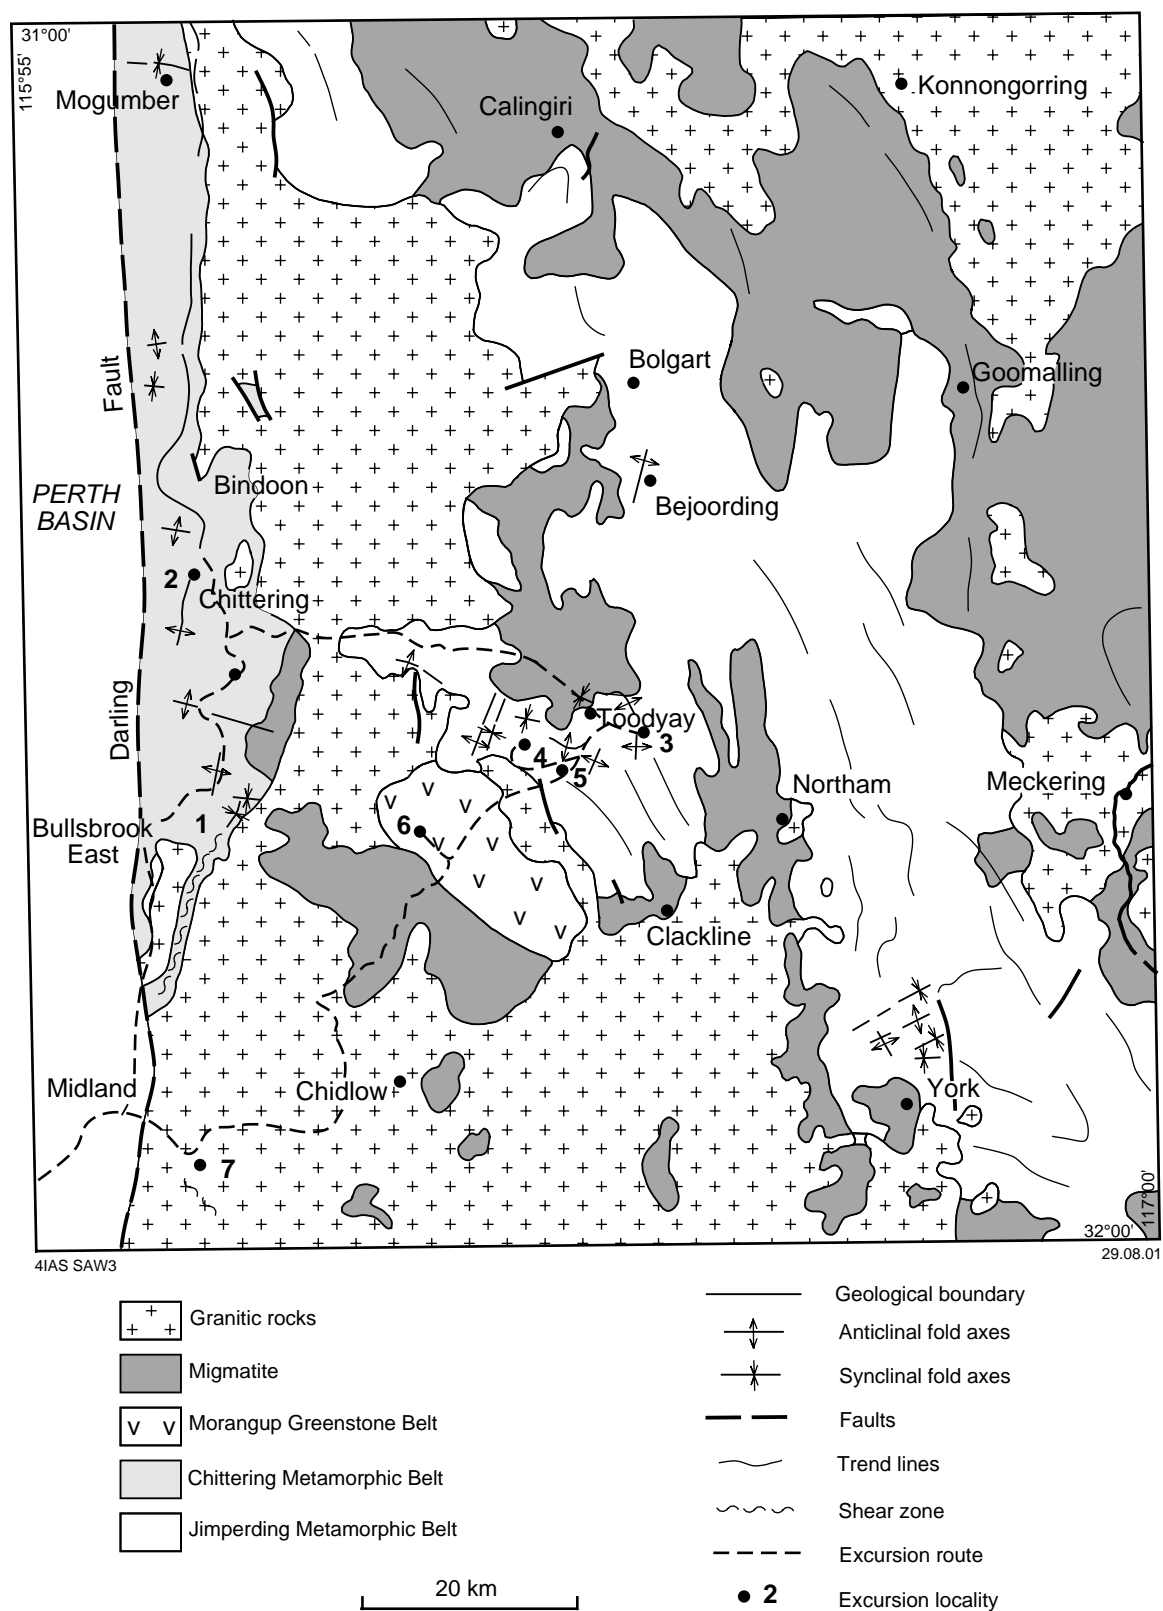 31°00'
115°55'
Mogumber
Calingiri
Konnongorring
Fault
Bolgart
Goomalling
PERTH
BASIN
Bindoon
Bejoording
2
Chittering
Darling
Toodyay
3
4
5
Northam
Meckering
Bullsbrook
East
1
6
Clackline
Midland
Chidlow
York
7
117°00'
32°00'
4IAS SAW3
29.08.01
Granitic rocks
Migmatite
Morangup Greenstone Belt
Chittering Metamorphic Belt
Jimperding Metamorphic Belt
Geological boundary
Anticlinal fold axes
Synclinal fold axes
Faults
Trend lines
Shear zone
Excursion route
2 Excursion locality
20 km